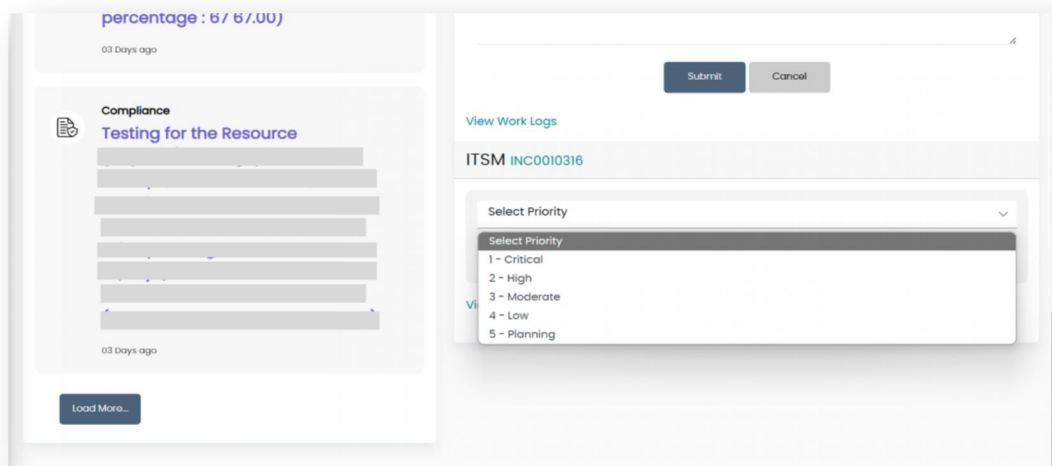 percentage : 67 67.00)
03 Days ago
Compliance
Testing for the Resource
03 Days ago
Load More...
Submit
Cancel
View Work Logs
ITSM INC0010316
Select Priority
Select Priority
1 - Critical
2 - High
3 - Moderate
4 - Low
5 - Planning